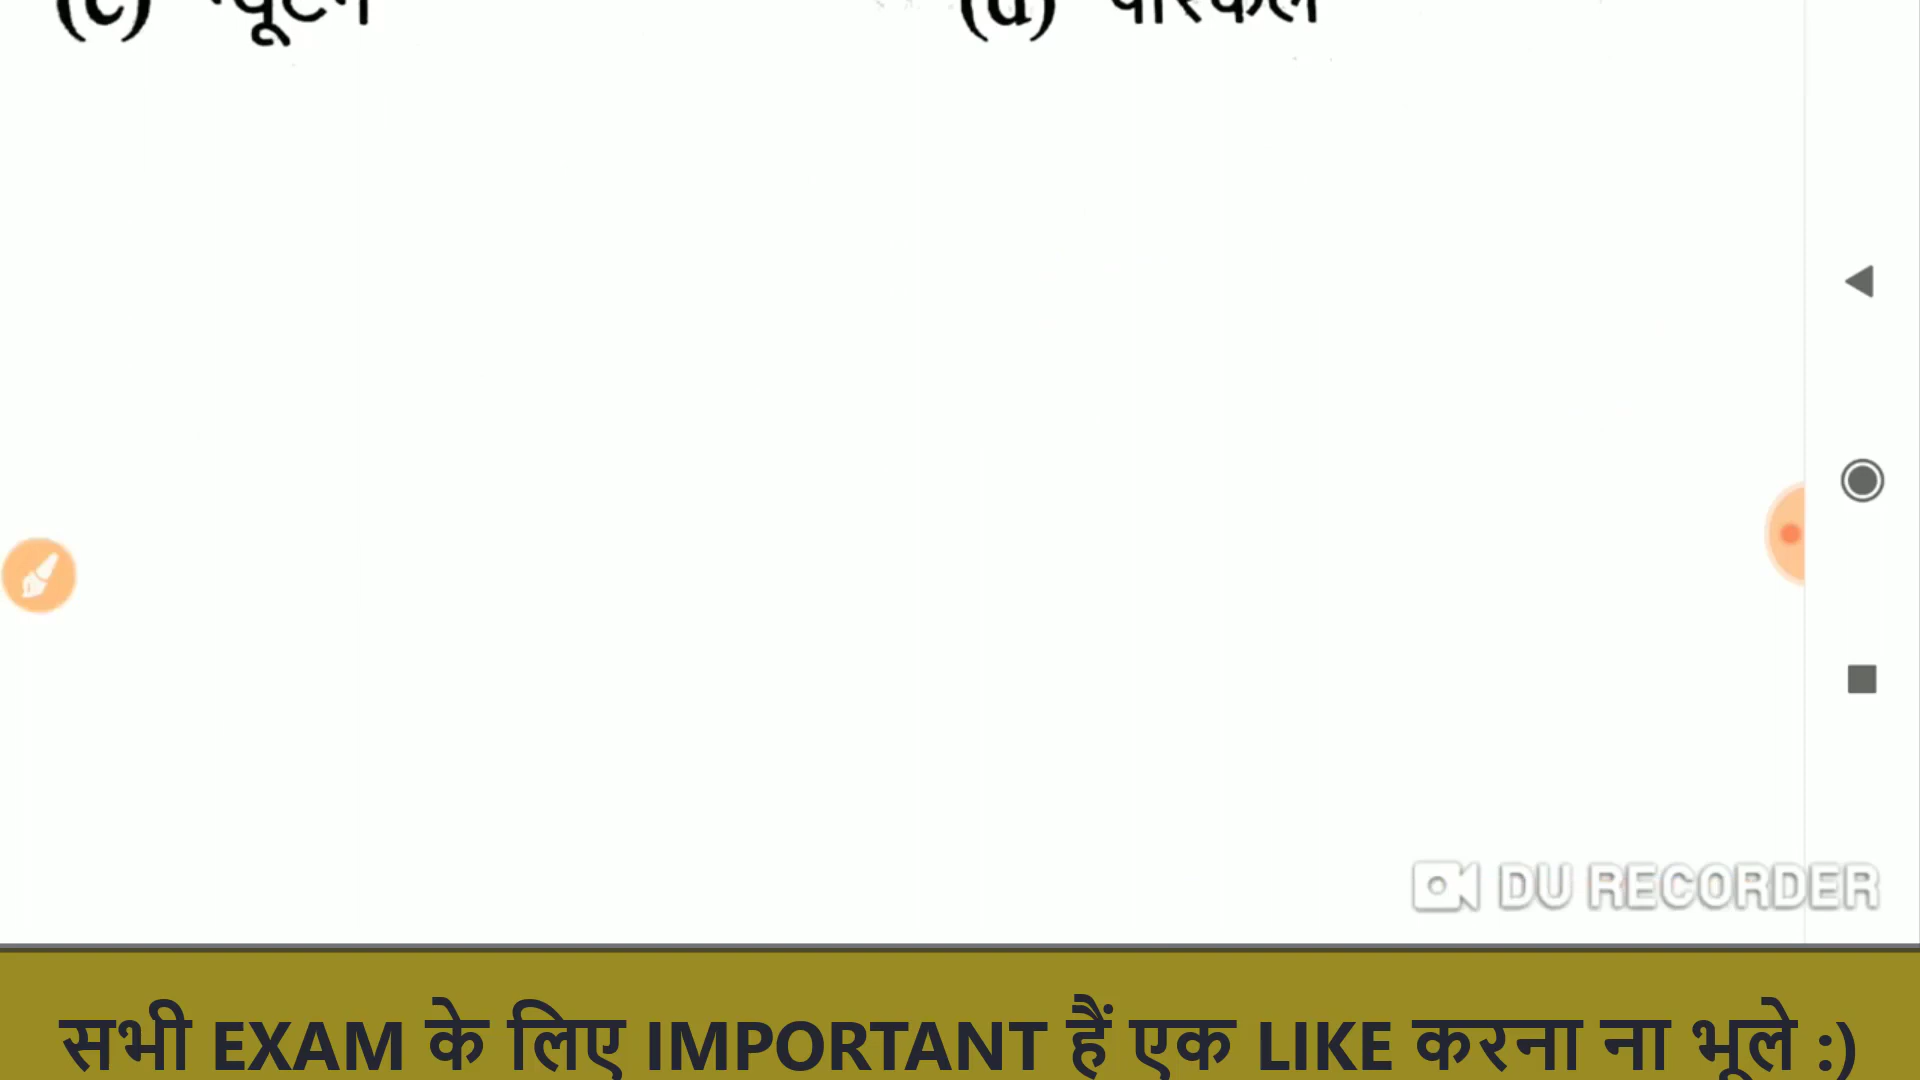 (c) न्यूटन (d) पास्कल
DU RECORDER
सभी EXAM के लिए IMPORTANT हैं एक LIKE करना ना भूले :)